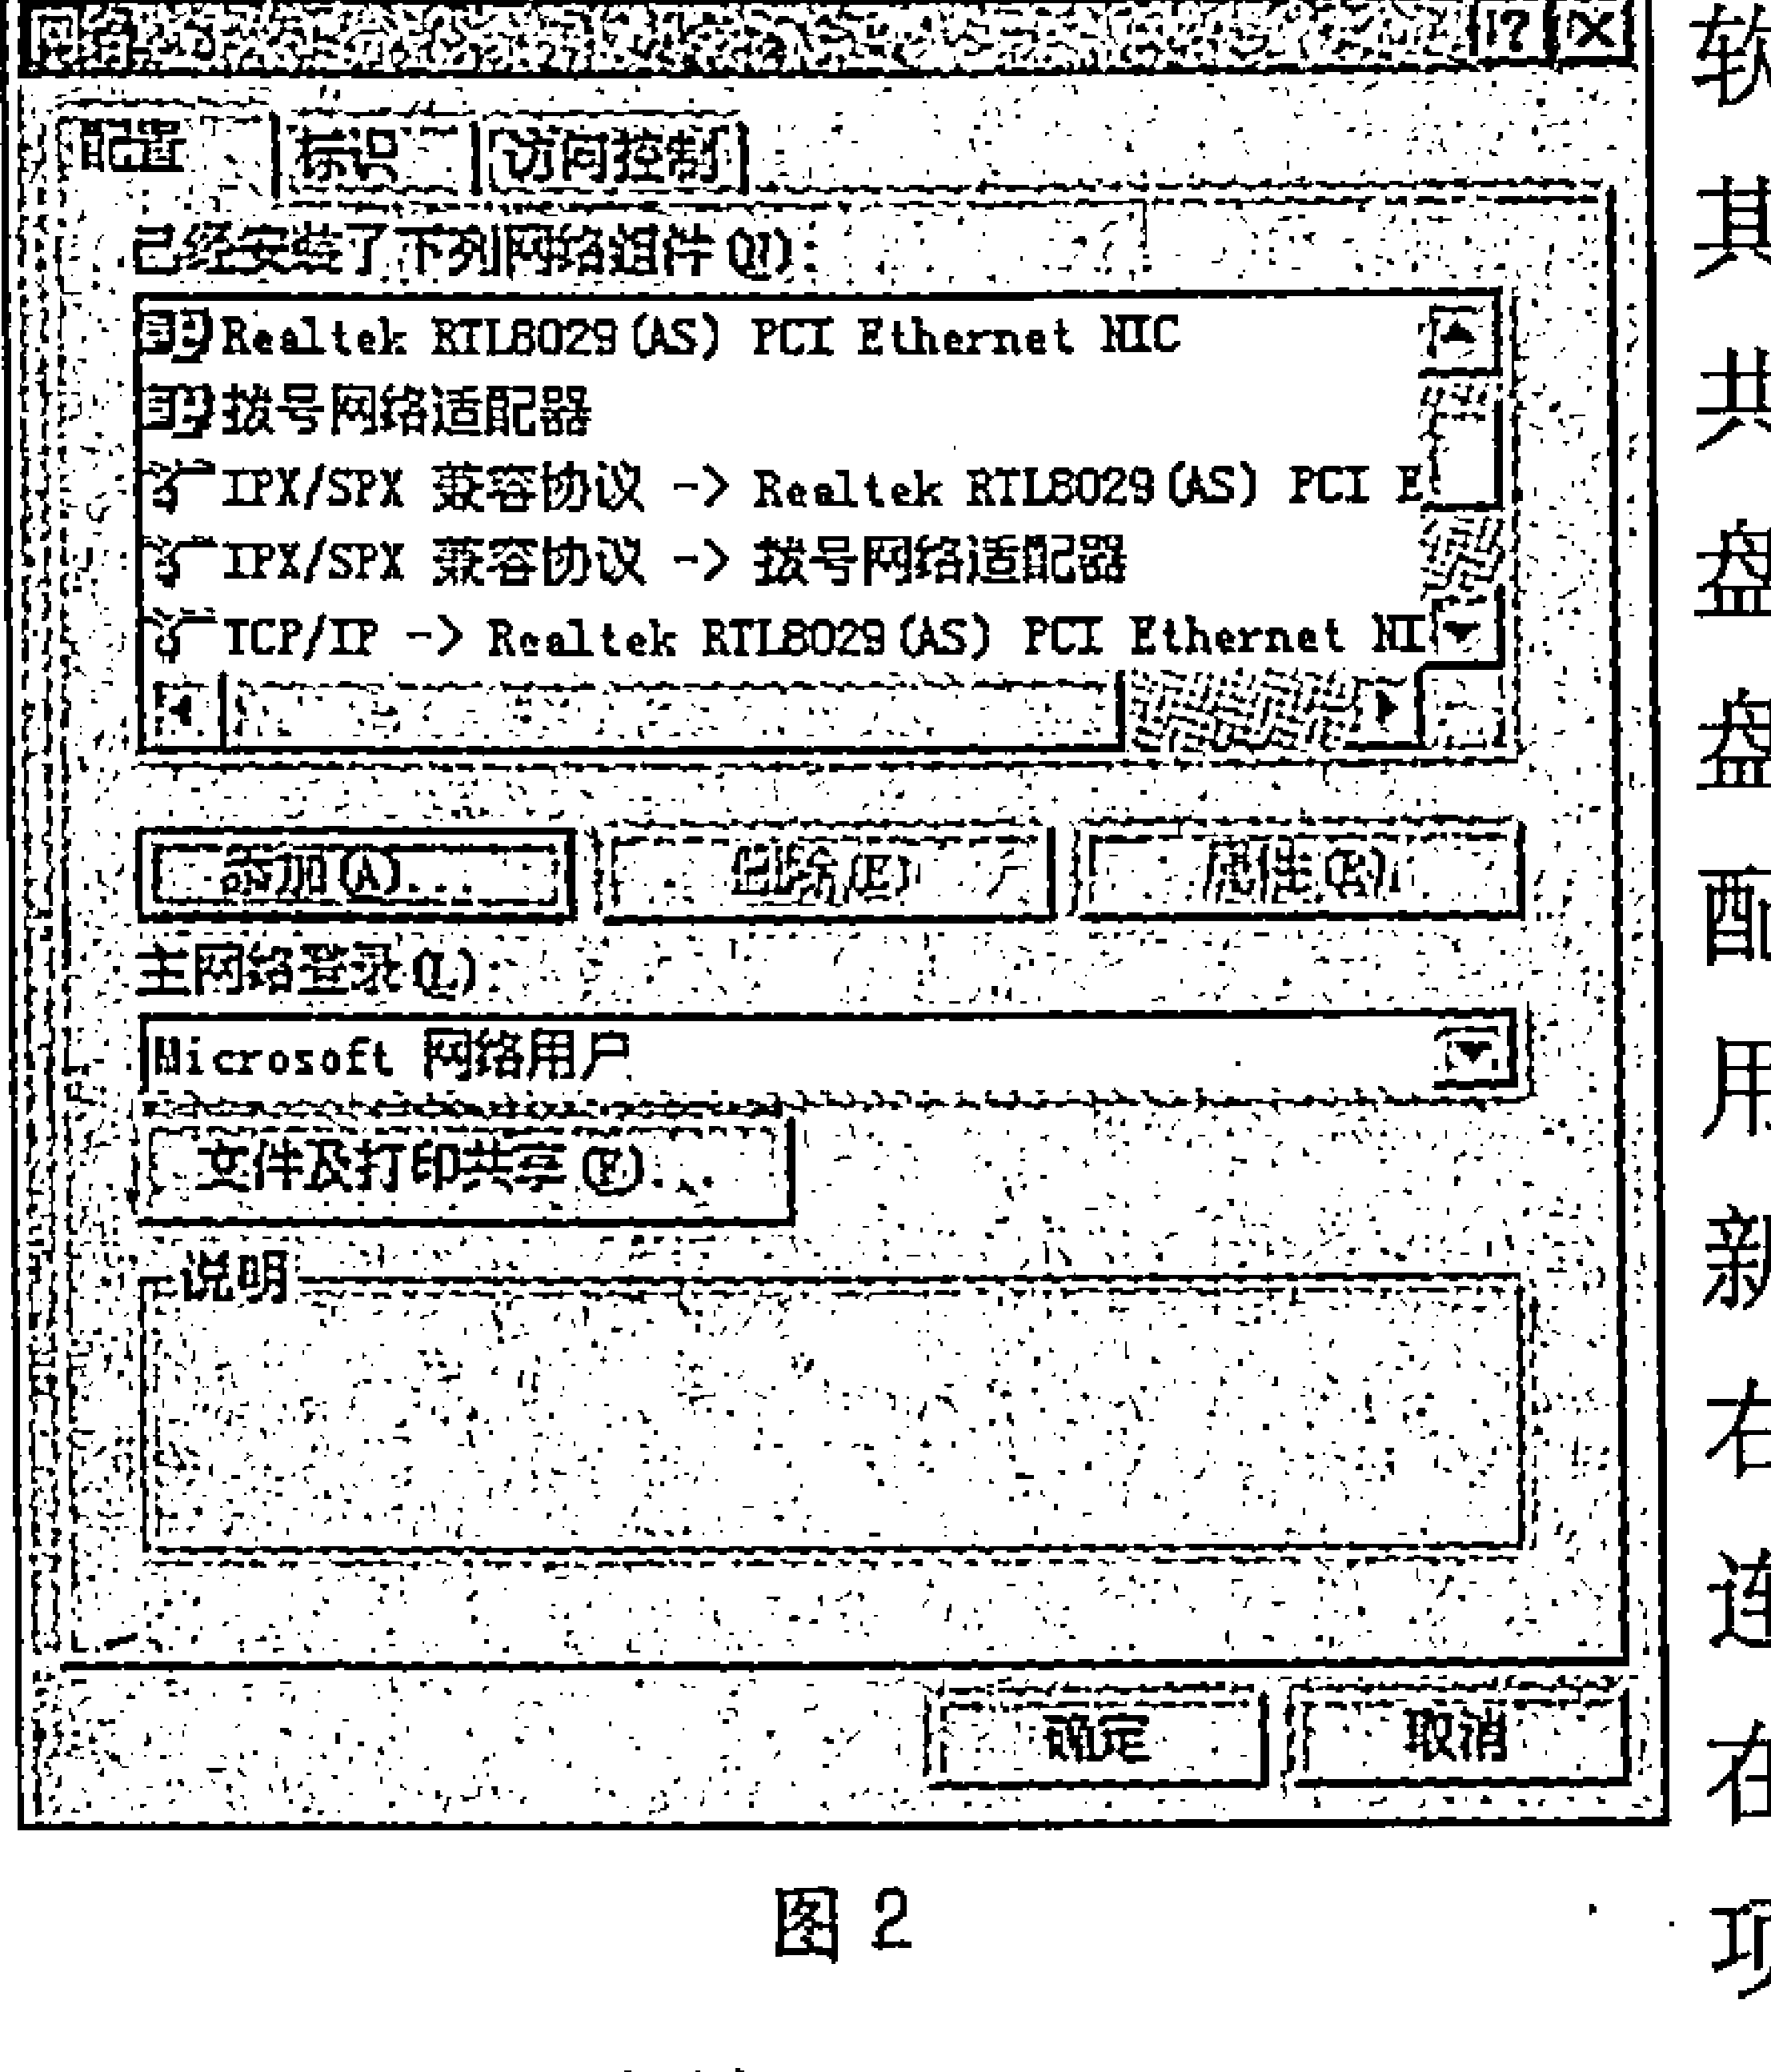 网络
配置 标识 访问控制
已经安装了下列网络组件(N):
Realtek RTL8029(AS) PCI Ethernet NIC
拨号网络适配器
IPX/SPX 兼容协议 -> Realtek RTL8029(AS) PCI E
IPX/SPX 兼容协议 -> 拨号网络适配器
TCP/IP -> Realtek RTL8029(AS) PCI Ethernet NI
添加(A)... 删除(E) 属性(R)
主网络登录(L):
Microsoft 网络用户
文件及打印共享(F)...
说明
确定 取消
图 2
软
其
共
盘
盘
配
用
新
右
连
在
项